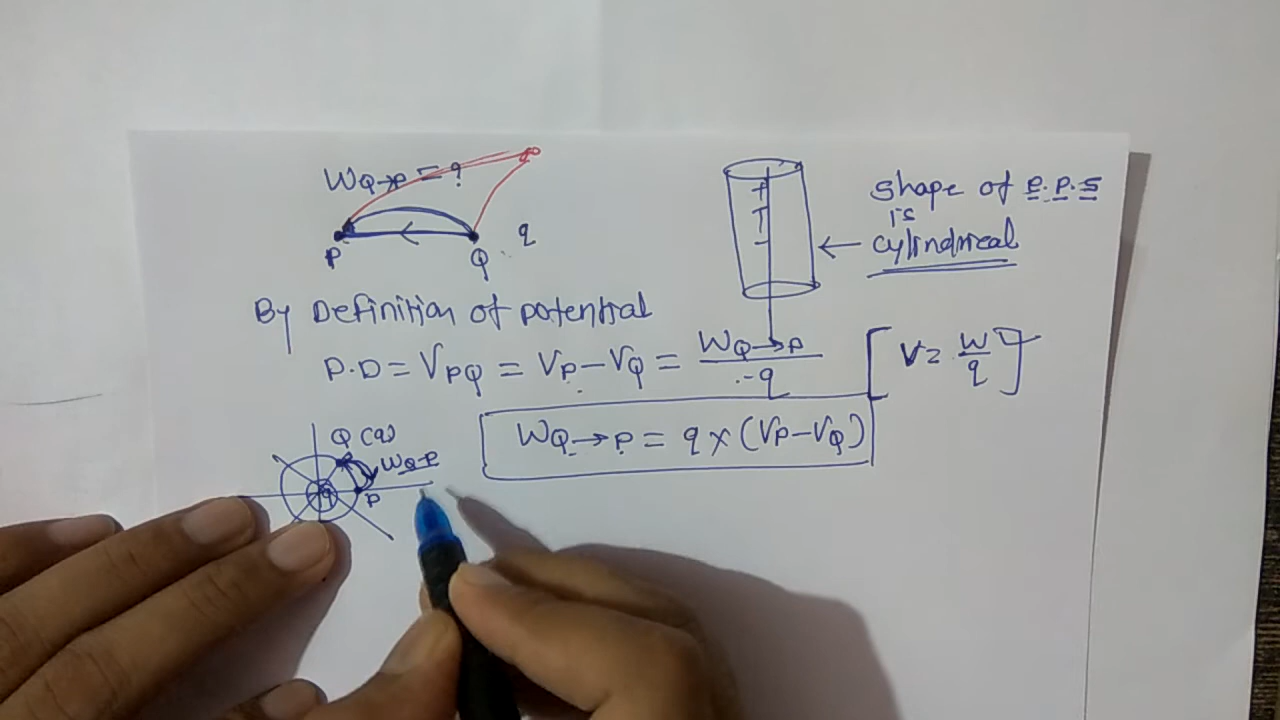 WQ→P = ?
P Q q
+ + +
shape of e.p.s
is
cylindrical
By Definition of potential
P.D = VPQ = VP-VQ = WQ→P / q
[V = W/q]
WQ→P = q × (VP-VQ)
Q (q)
WQ-P
q P